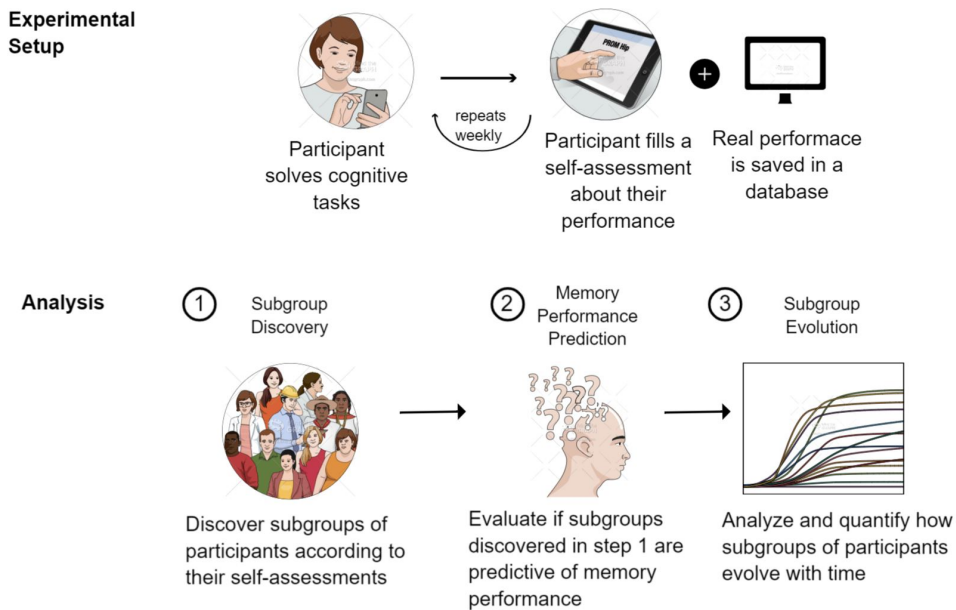 Experimental
Setup
PROM Hip
repeats
weekly
+
Participant
solves cognitive
tasks
Participant fills a
self-assessment
about their
performance
Real performace
is saved in a
database
Analysis
1
Subgroup
Discovery
2
Memory
Performance
Prediction
3
Subgroup
Evolution
? ? ? ? ? ? ? ? ? ? ? ? ?
Discover subgroups of
participants according to
their self-assessments
Evaluate if subgroups
discovered in step 1 are
predictive of memory
performance
Analyze and quantify how
subgroups of participants
evolve with time